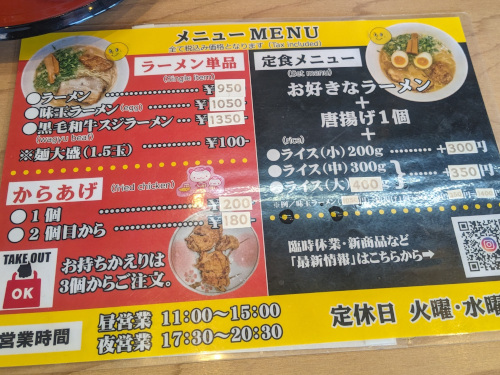 メニューMENU
全て税込み価格となります (Tax included)
ラーメン単品
(Single item)
●ラーメン ¥950
●味玉ラーメン(egg) ¥1050
●黒毛和牛スジラーメン ¥1350
(wagyu beaf)
※麺大盛(1.5玉) ¥100-
からあげ (fried chicken)
●1個 ¥200
●2個目から ¥180-
TAKE OUT
OK
お持ちかえりは
3個からご注文。
定食メニュー
(Set menu)
お好きなラーメン
+
唐揚げ1個
+
(rice)
●ライス(小)200g +300円
●ライス(中)300g
●ライス(大)400
+350円
臨時休業・新商品など
「最新情報」はこちらから➡
営業時間
昼営業 11:00〜15:00
夜営業 17:30〜20:30
定休日 火曜・水曜